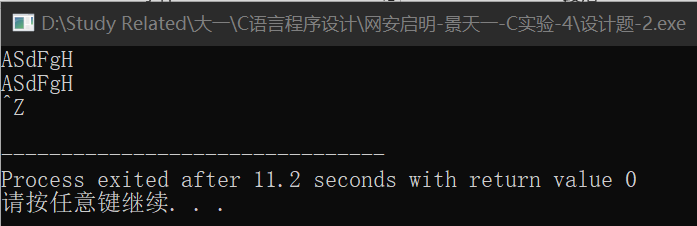 D:\Study Related\大一\C语言程序设计\网安启明-景天一-C实验-4\设计题-2.exe
ASdFgH
ASdFgH
^Z
--------------------------------
Process exited after 11.2 seconds with return value 0
请按任意键继续. . .